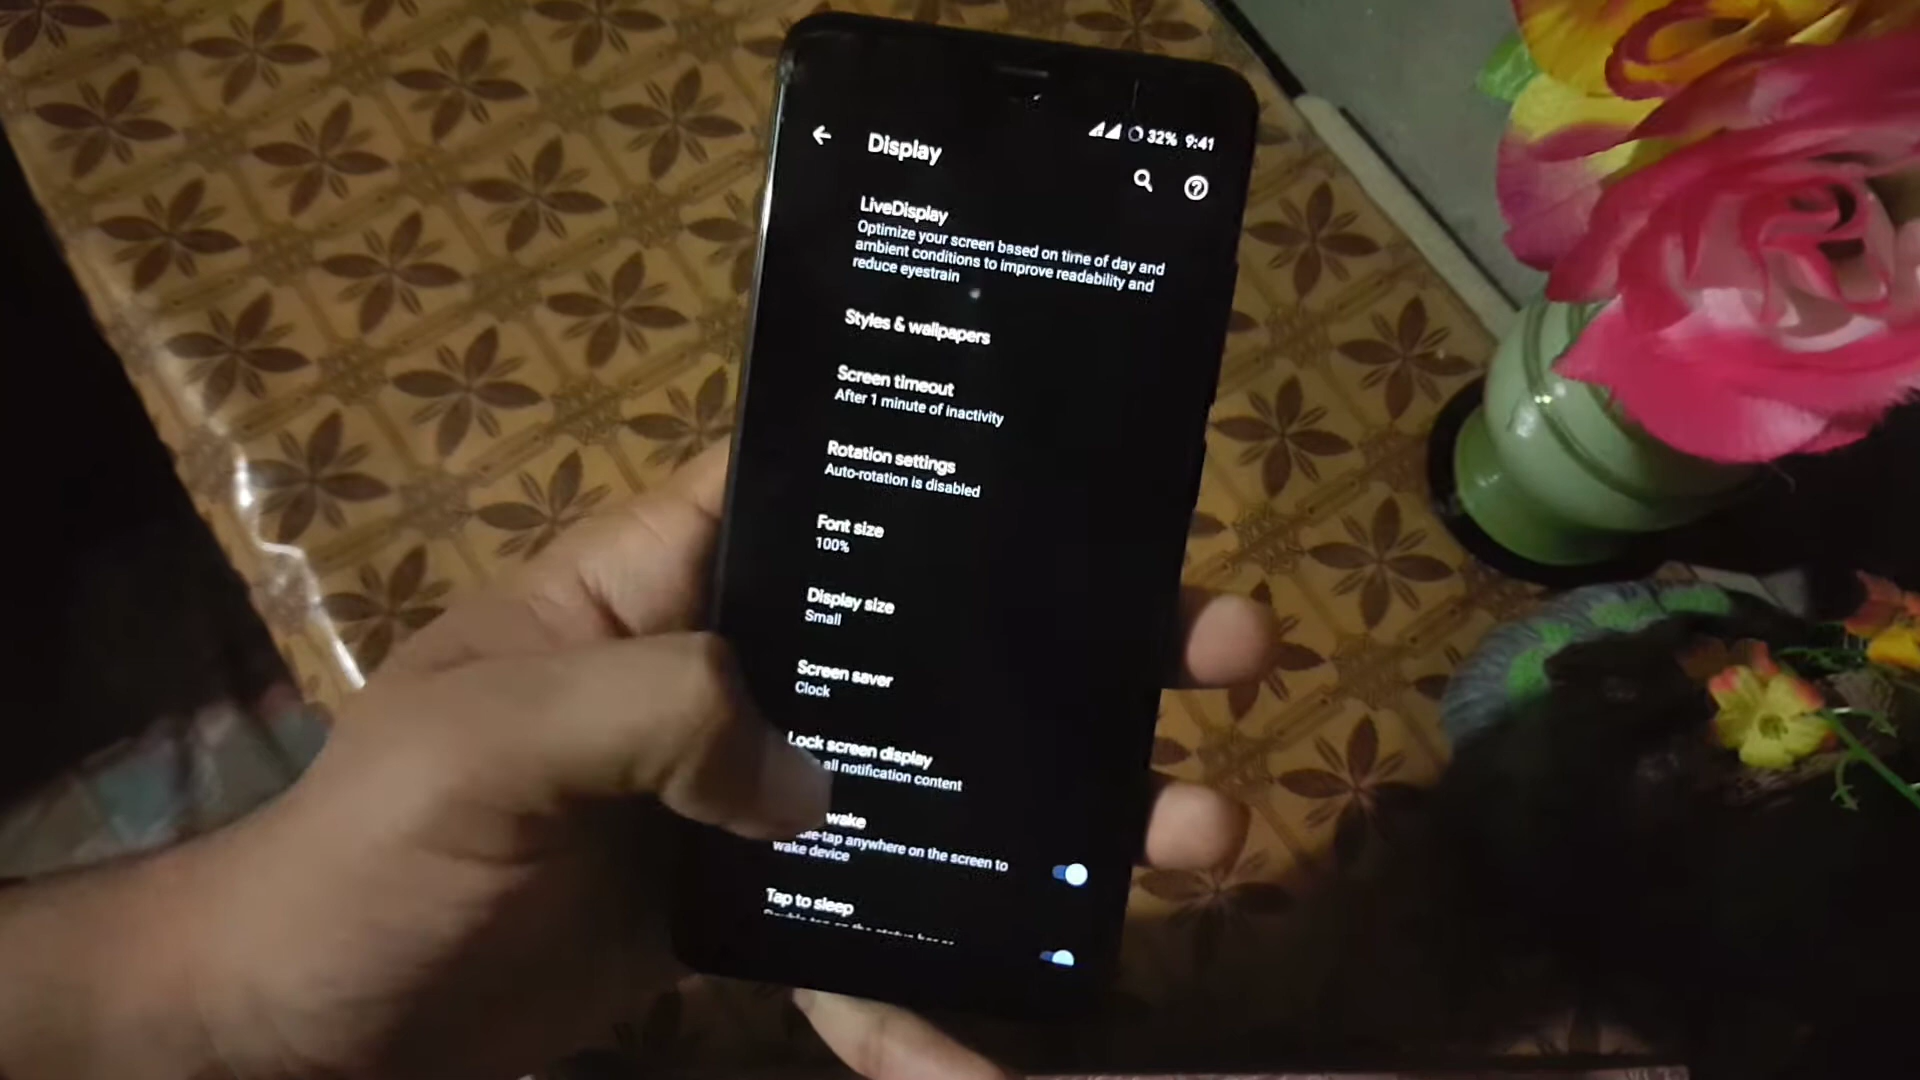 32% 9:41
Display
LiveDisplay
Optimize your screen based on time of day and
ambient conditions to improve readability and
reduce eyestrain
Styles & wallpapers
Screen timeout
After 1 minute of inactivity
Rotation settings
Auto-rotation is disabled
Font size
100%
Display size
Small
Screen saver
Clock
Lock screen display
all notification content
wake
anywhere on the screen to
wake device
Tap to sleep